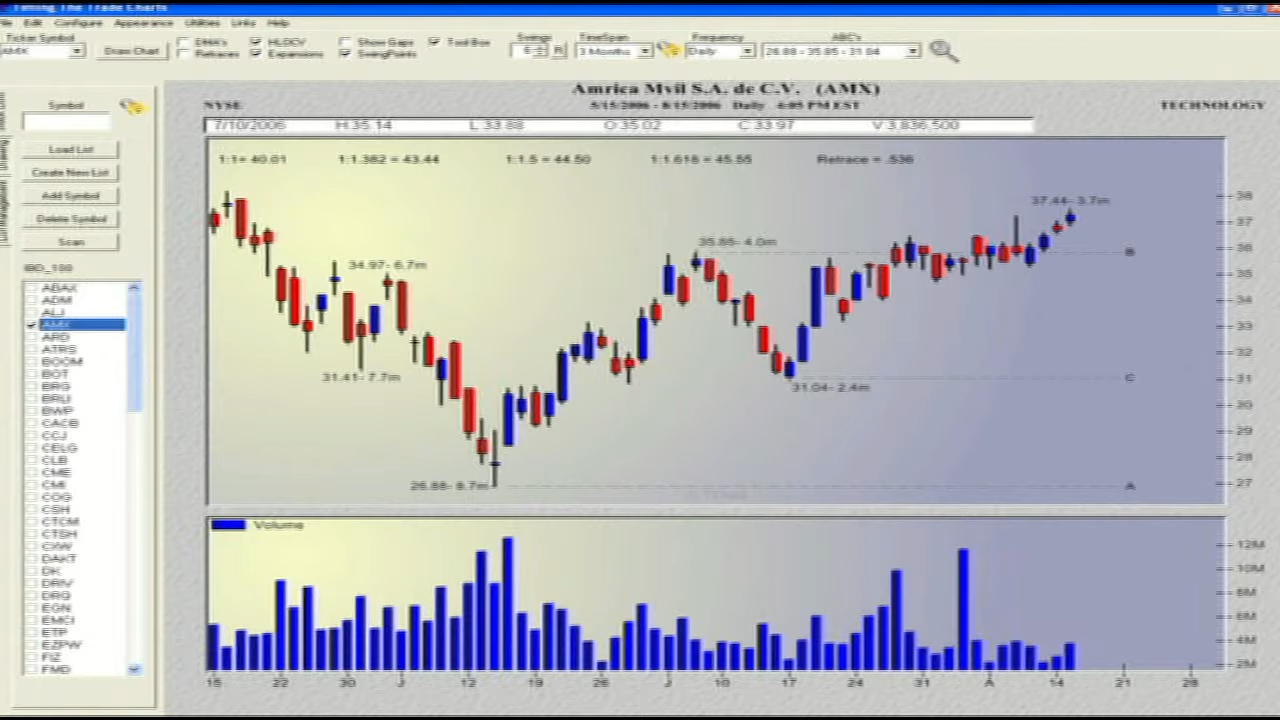 Timing The Trade Charts
File Edit Configure Appearance Utilities Links Help
Ticker Symbol Swings TimeSpan Frequency ABC's
AMX Draw Chart DMA's HLOCV Show Gaps Tool Box 3 Months Daily 26.88 - 35.85 - 31.04
Retraces Expansions SwingPoints
Amrica Mvil S.A. de C.V. (AMX)
NYSE 5/15/2006 - 8/15/2006 Daily 4:05 PM EST TECHNOLOGY
7/10/2006 H:35.14 L:33.88 O:35.02 C:33.97 V:3,836,500
1:1= 40.01 1:1.382 = 43.44 1:1.5 = 44.50 1:1.618 = 45.55 Retrace = .536
Symbol
Load List
Create New List
Add Symbol
Delete Symbol
Scan
IBD_100
ABAX
ADM
ALJ
AMX
ARD
ATRS
BOOM
BOT
BRG
BRLI
BWP
CACB
CCJ
CELG
CLB
CME
CMI
COG
CSH
CTCM
CTSH
CXW
DAKT
DK
DRIV
DRQ
EGN
EMCI
ETP
EZPW
FIZ
FMD
37.44- 3.7m
35.85- 4.0m
34.97- 6.7m
31.41- 7.7m
31.04- 2.4m
26.88- 8.7m
B
C
A
38
37
36
35
34
33
32
31
30
29
28
27
Volume
12M
10M
8M
6M
4M
2M
15 22 30 J 12 19 26 J 10 17 24 31 A 14 21 28